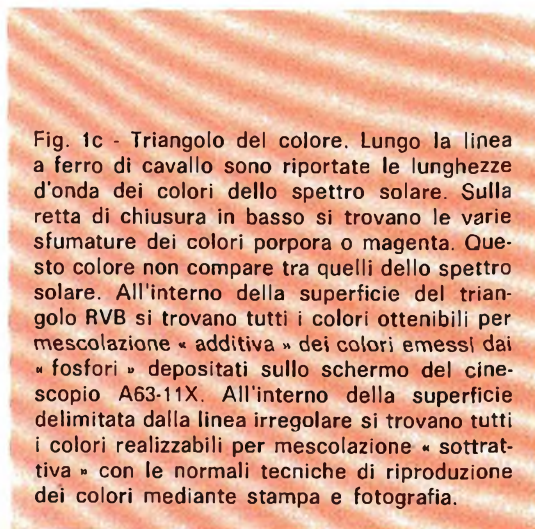 Fig. 1c - Triangolo del colore. Lungo la linea
a ferro di cavallo sono riportate le lunghezze
d'onda dei colori dello spettro solare. Sulla
retta di chiusura in basso si trovano le varie
sfumature dei colori porpora o magenta. Que-
sto colore non compare tra quelli dello spettro
solare. All'interno della superficie del trian-
golo RVB si trovano tutti i colori ottenibili per
mescolazione « additiva » dei colori emessi dai
« fosfori » depositati sullo schermo del cine-
scopio A63-11X. All'interno della superficie
delimitata dalla linea irregolare si trovano tutti
i colori realizzabili per mescolazione « sottrat-
tiva » con le normali tecniche di riproduzione
dei colori mediante stampa e fotografia.